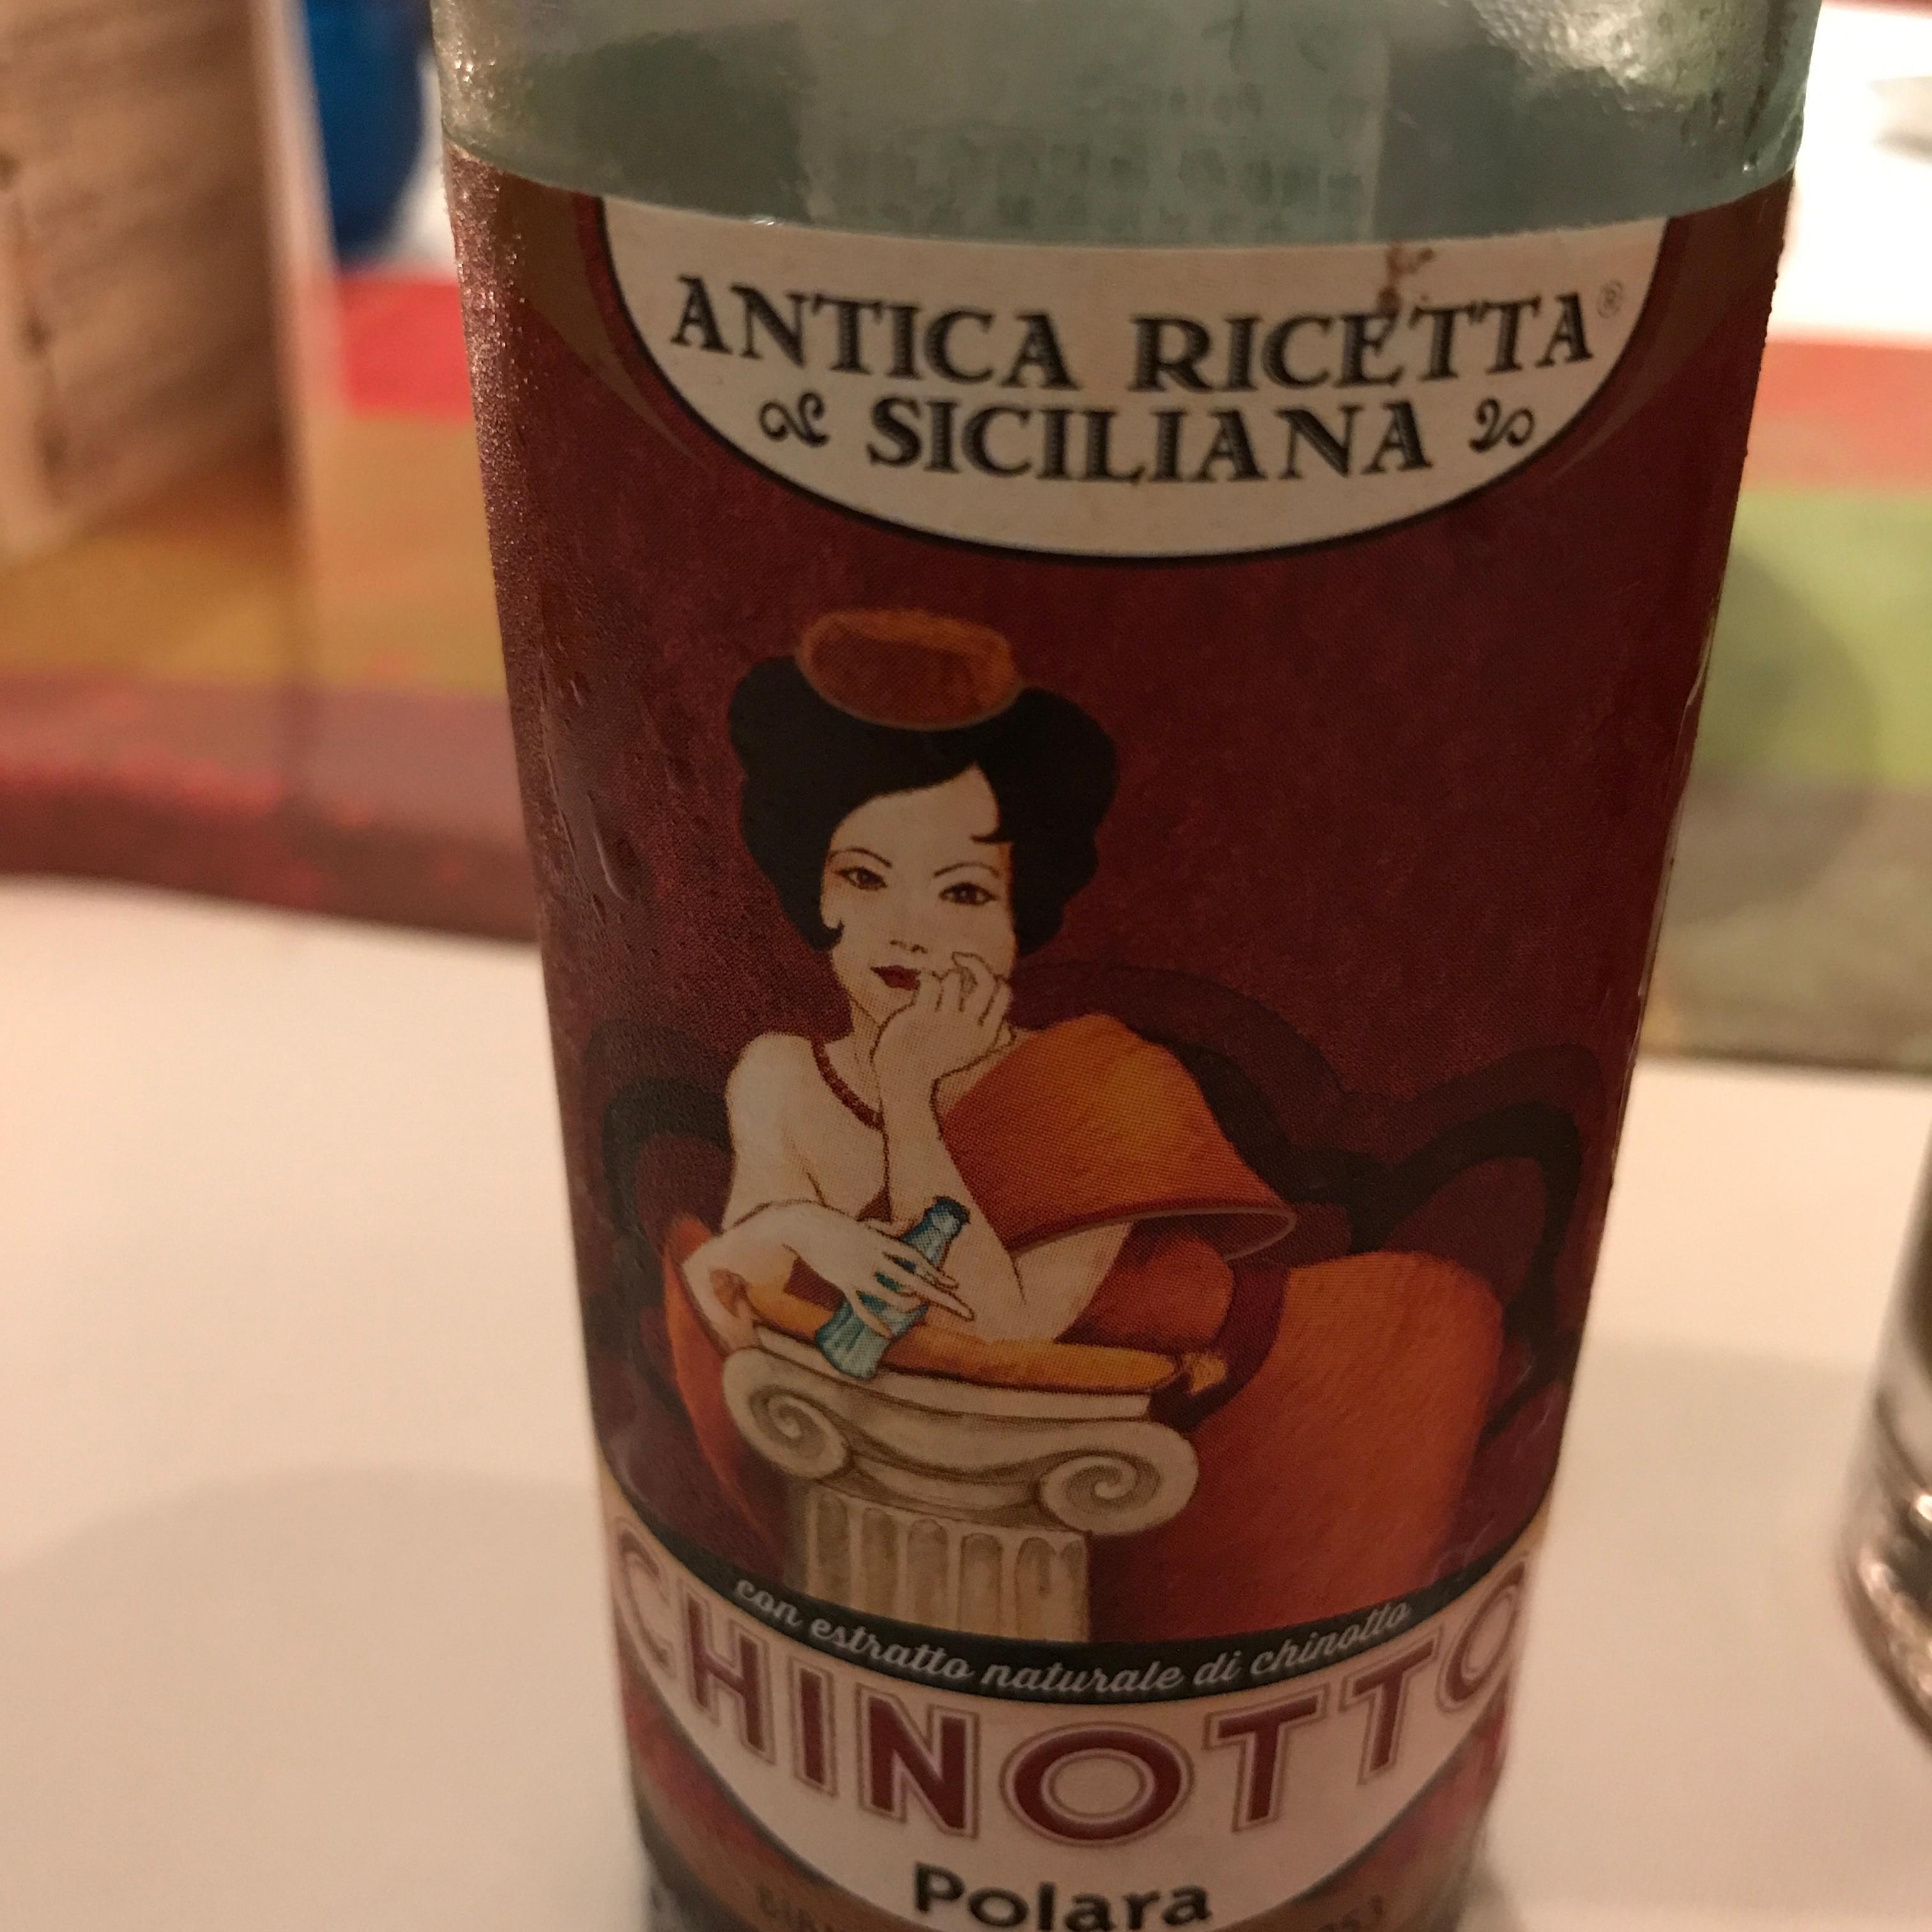 ANTICA RICETTA®
SICILIANA
con estratto naturale di chinotto
CHINOTTO
Polara